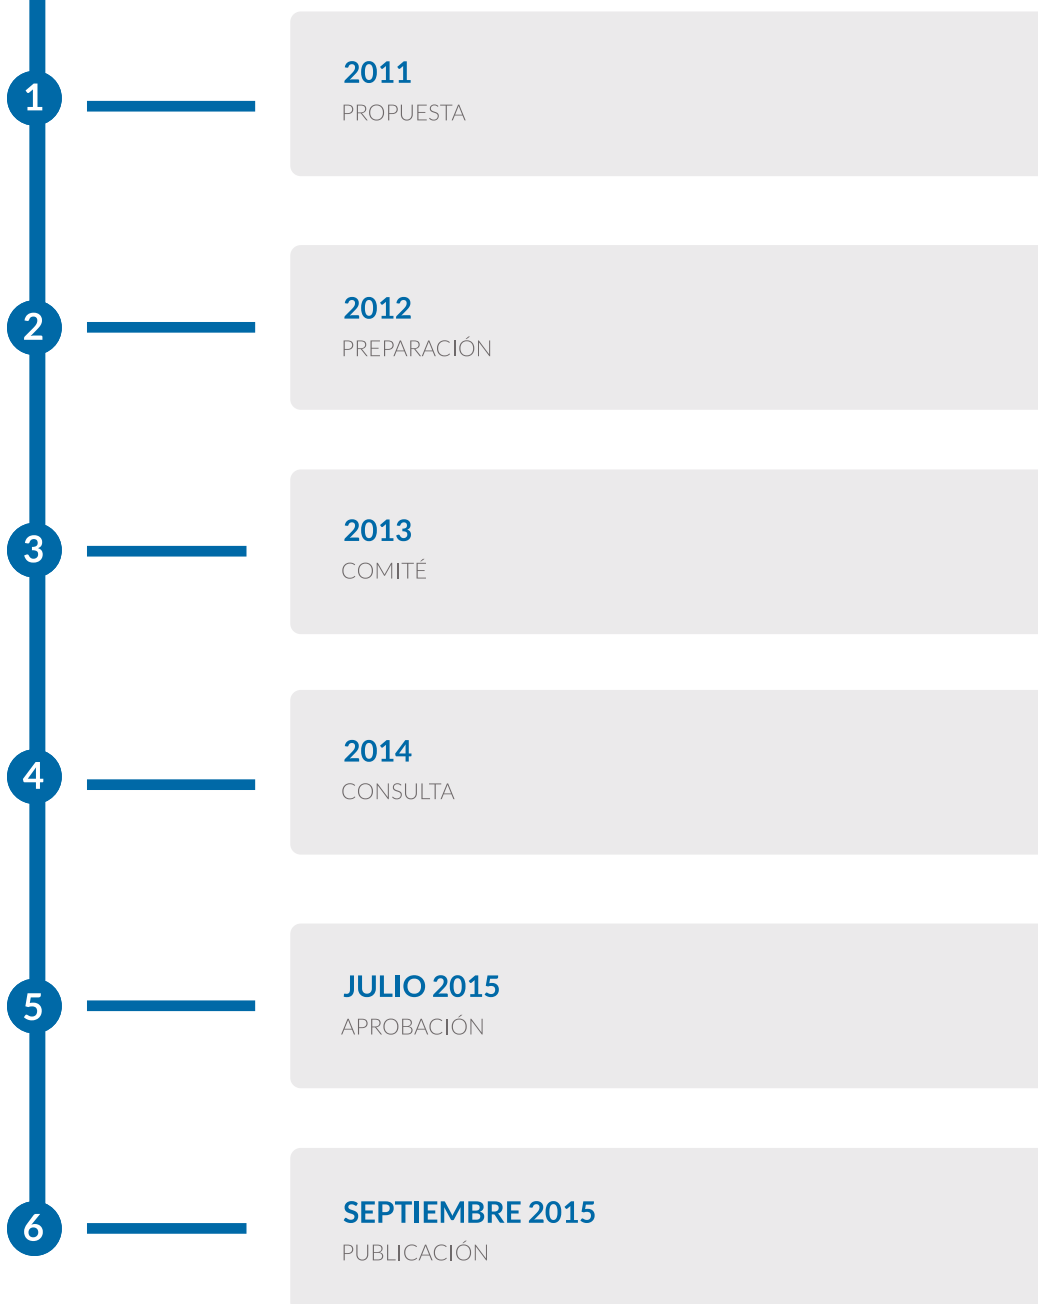 1
2011
PROPUESTA
2
2012
PREPARACIÓN
3
2013
COMITÉ
4
2014
CONSULTA
5
JULIO 2015
APROBACIÓN
6
SEPTIEMBRE 2015
PUBLICACIÓN